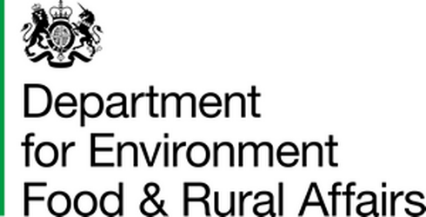 Department
for Environment
Food & Rural Affairs